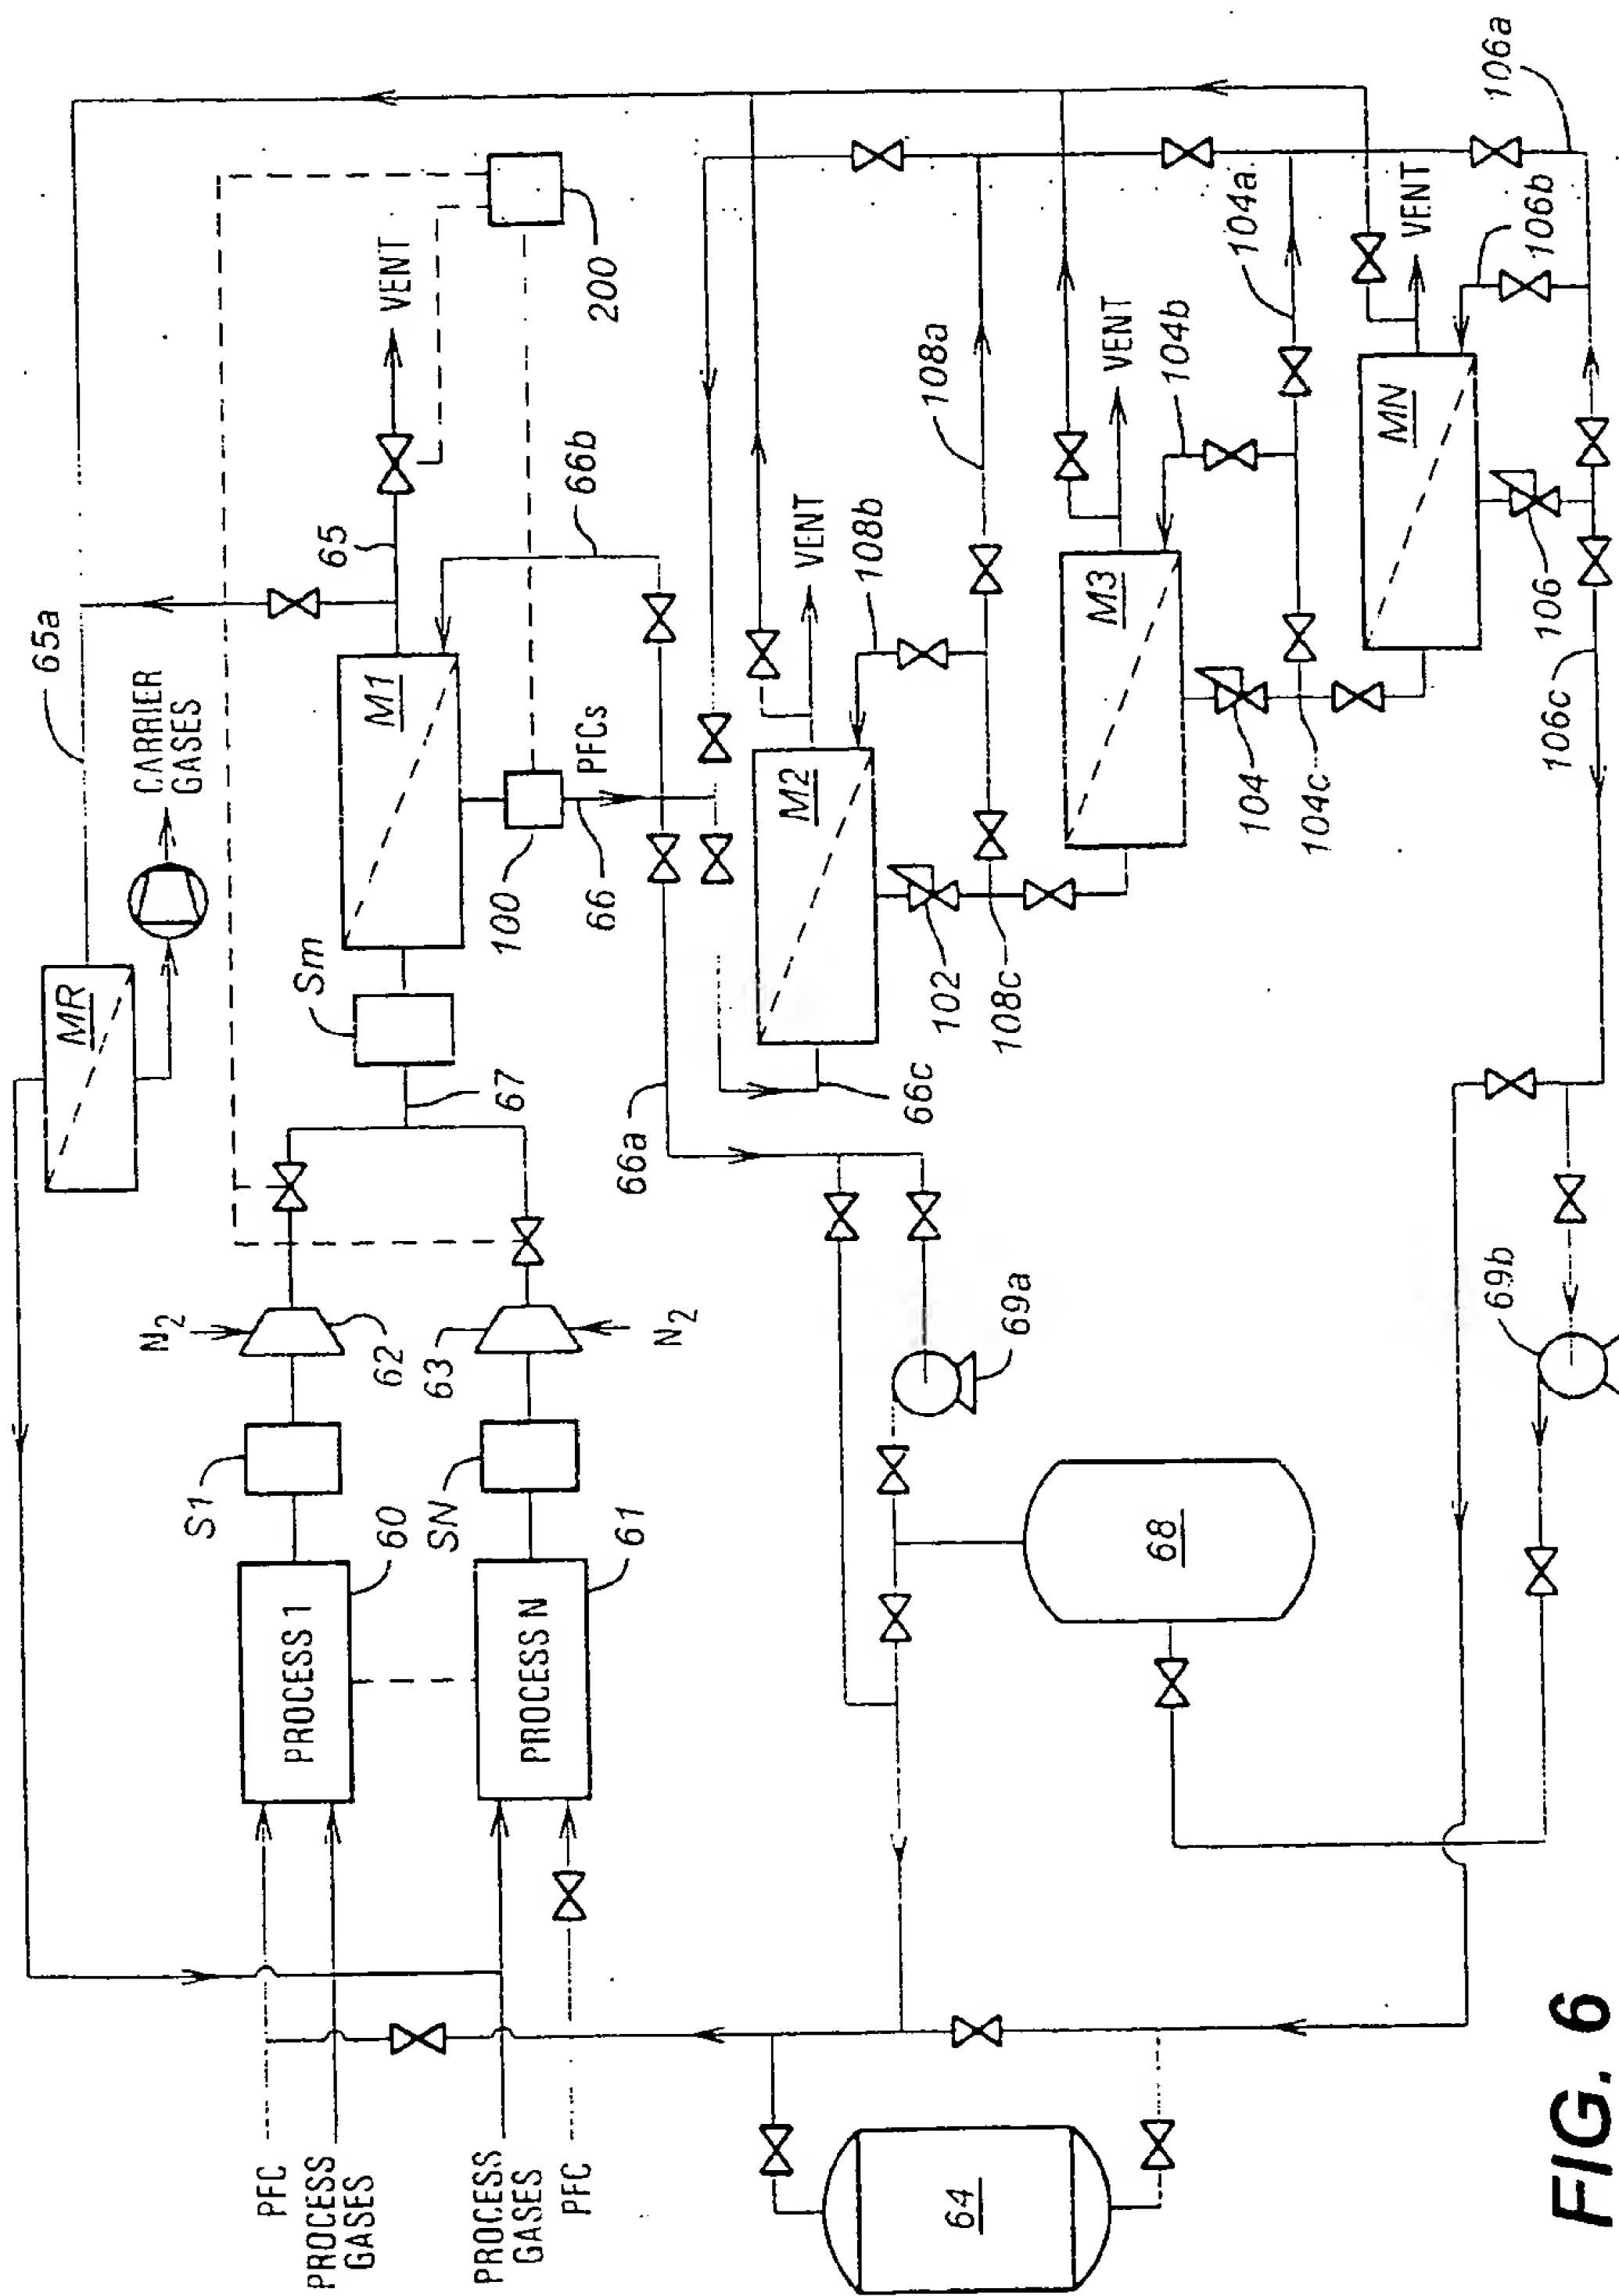 65a
CARRIER
GASES
MR
Sm
M1
65
VENT
200
66b
PFCs
100
66
67
N2
62
63
N2
S1
SN
60
61
PROCESS 1
PROCESS N
PFC
PROCESS
GASES
PROCESS
GASES
PFC
66a
66c
M2
VENT
108b
108a
102
108c
M3
VENT
104b
104a
104
104c
MN
VENT
106b
106a
106
106c
69a
69b
68
64
FIG. 6